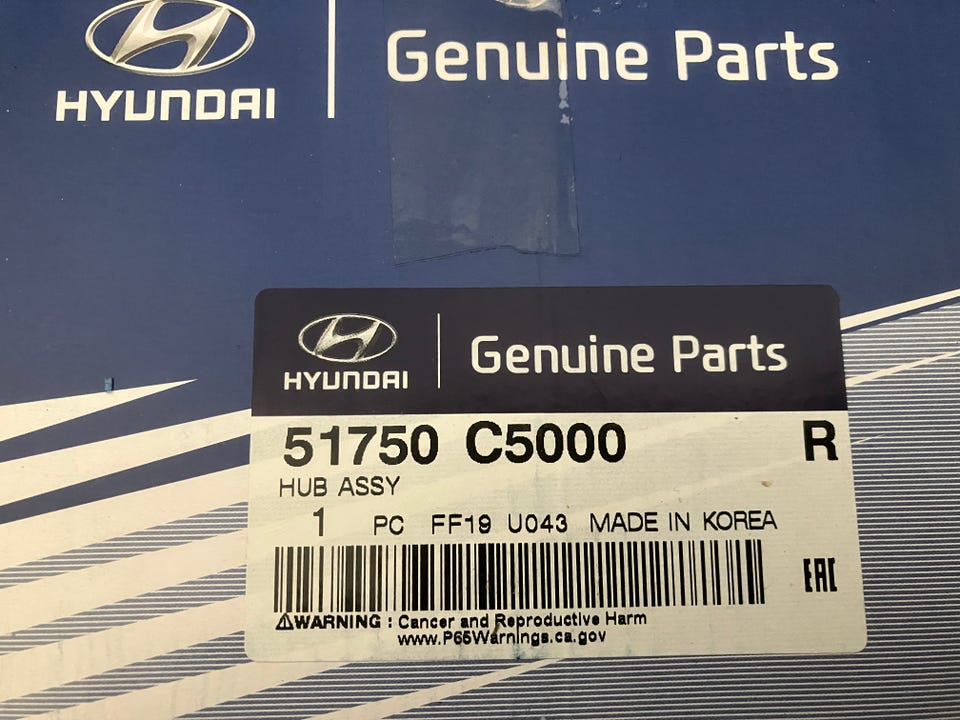 HYUNDAI
Genuine Parts
HYUNDAI
Genuine Parts
51750 C5000 R
HUB ASSY
1 PC FF19 U043 MADE IN KOREA
EAC
⚠WARNING : Cancer and Reproductive Harm
www.P65Warnings.ca.gov